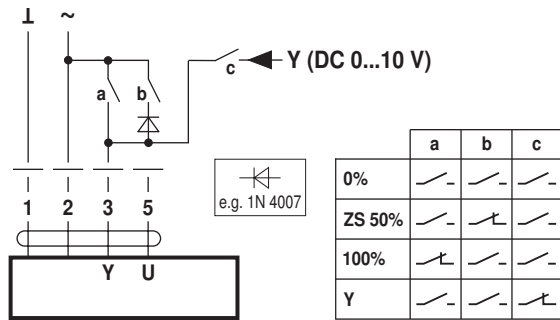 ⊥ ~
c Y (DC 0...10 V)
a b
e.g. 1N 4007
1 2 3 5
Y U
a b c
0%
ZS 50%
100%
Y